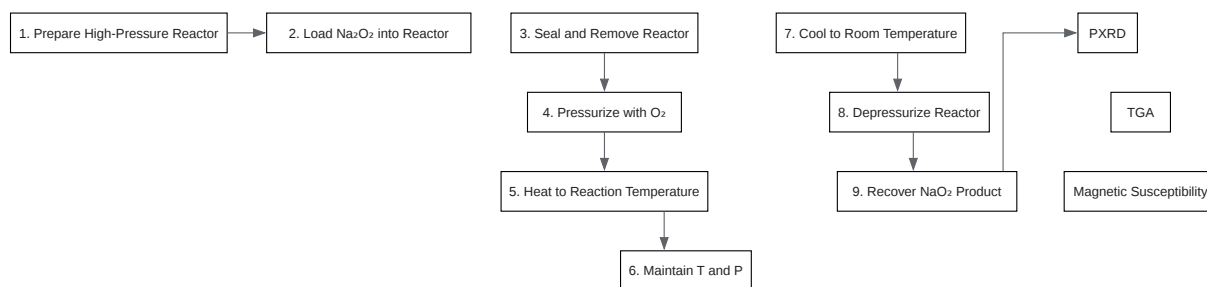 1. Prepare High-Pressure Reactor
2. Load Na₂O₂ into Reactor
3. Seal and Remove Reactor
4. Pressurize with O₂
5. Heat to Reaction Temperature
6. Maintain T and P
7. Cool to Room Temperature
8. Depressurize Reactor
9. Recover NaO₂ Product
PXRD
TGA
Magnetic Susceptibility